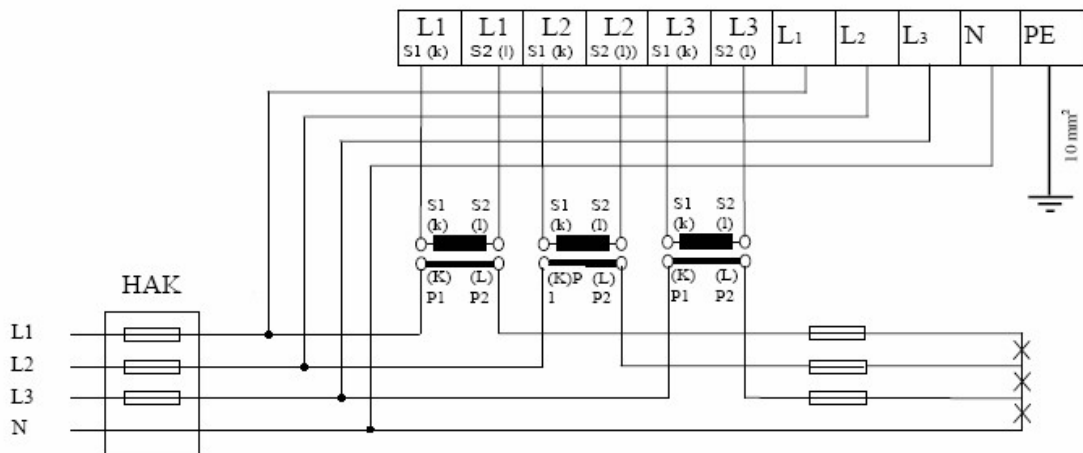 L1 L1 L2 L2 L3 L3 L1 L2 L3 N PE
S1 (k) S2 (l) S1 (k) S2 (l)) S1 (k) S2 (l)
10 mm²
S1 S2 S1 S2 S1 S2
(k) (l) (k) (l) (k) (l)
(K) (L) (K)P (L) (K) (L)
P1 P2 1 P2 P1 P2
HAK
L1
L2
L3
N